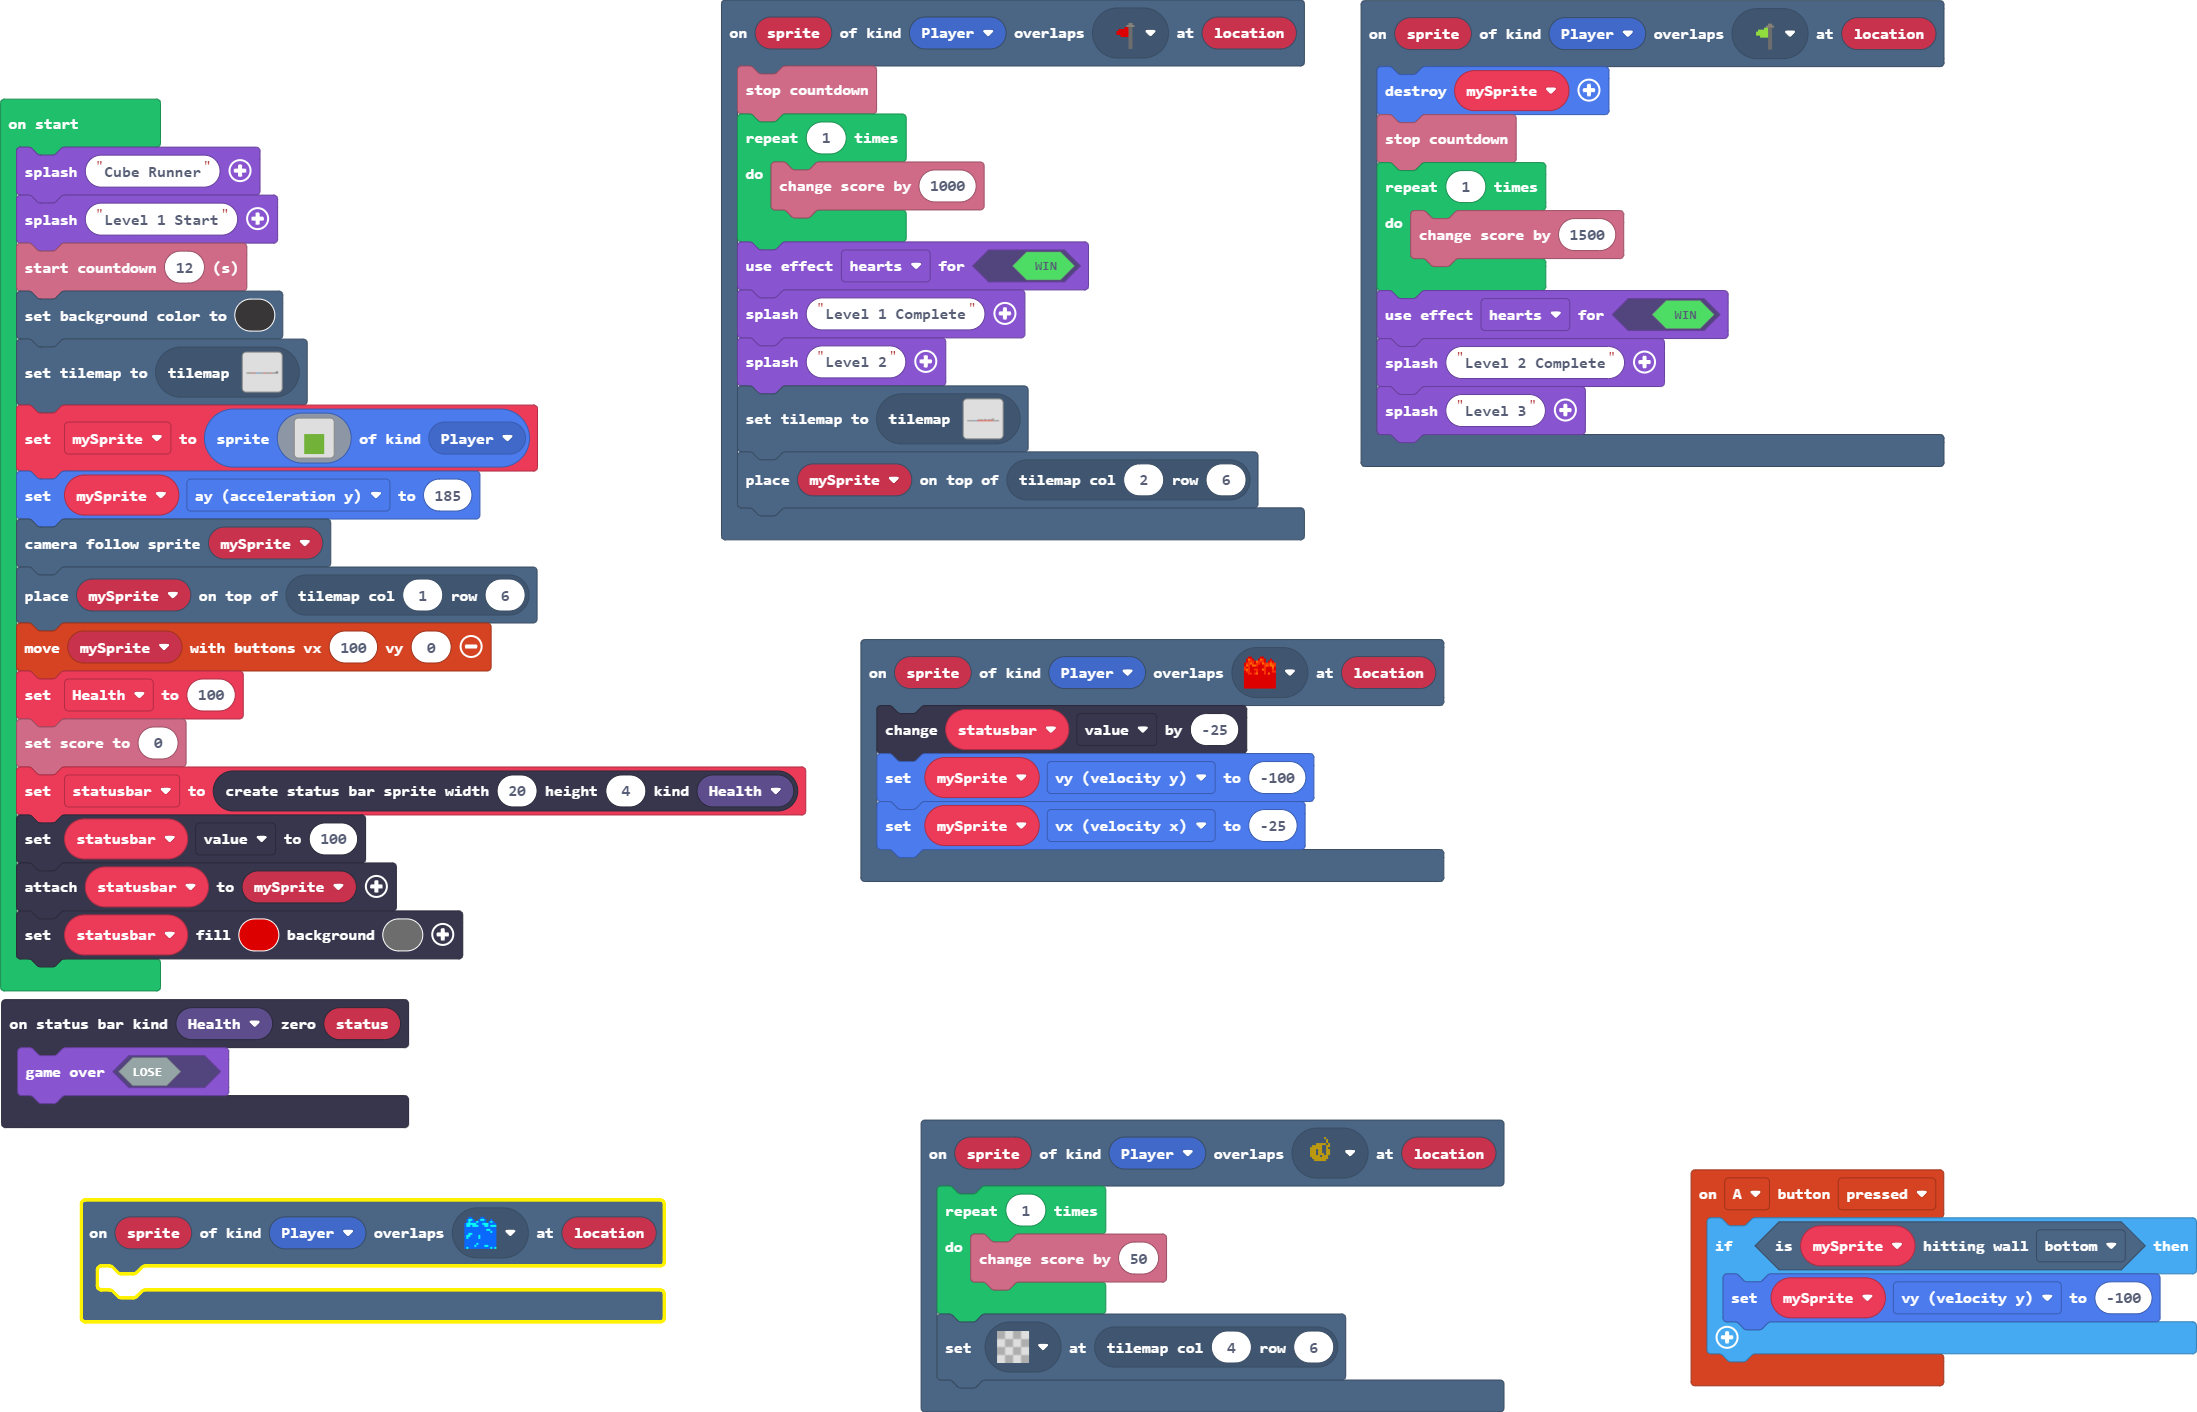 on start
splash "Cube Runner"
splash "Level 1 Start"
start countdown 12 (s)
set background color to
set tilemap to tilemap
set mySprite to sprite of kind Player
set mySprite ay (acceleration y) to 185
camera follow sprite mySprite
place mySprite on top of tilemap col 1 row 6
move mySprite with buttons vx 100 vy 0
set Health to 100
set score to 0
set statusbar to create status bar sprite width 20 height 4 kind Health
set statusbar value to 100
attach statusbar to mySprite
set statusbar fill background
on status bar kind Health zero status
game over LOSE
on sprite of kind Player overlaps at location
on sprite of kind Player overlaps at location
stop countdown
repeat 1 times
do change score by 1000
use effect hearts for WIN
splash "Level 1 Complete"
splash "Level 2"
set tilemap to tilemap
place mySprite on top of tilemap col 2 row 6
on sprite of kind Player overlaps at location
destroy mySprite
stop countdown
repeat 1 times
do change score by 1500
use effect hearts for WIN
splash "Level 2 Complete"
splash "Level 3"
on sprite of kind Player overlaps at location
change statusbar value by -25
set mySprite vy (velocity y) to -100
set mySprite vx (velocity x) to -25
on sprite of kind Player overlaps at location
repeat 1 times
do change score by 50
set at tilemap col 4 row 6
on A button pressed
if is mySprite hitting wall bottom then
set mySprite vy (velocity y) to -100